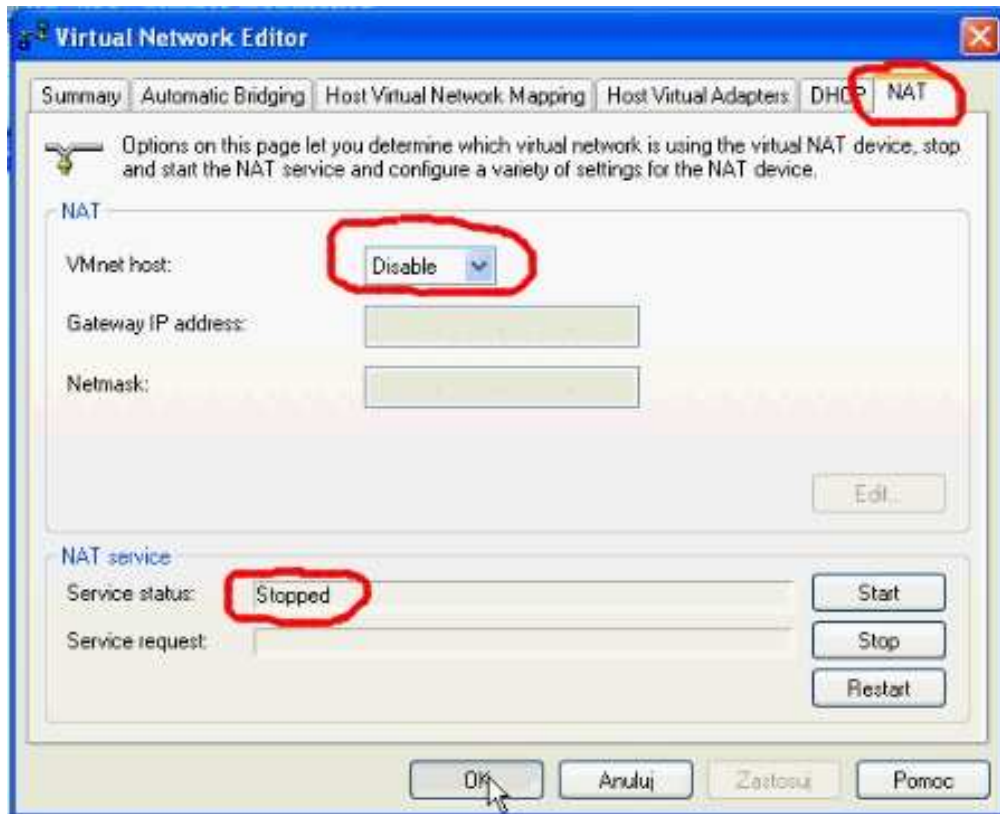 Virtual Network Editor
Summary Automatic Bridging Host Virtual Network Mapping Host Virtual Adapters DHCP NAT
Options on this page let you determine which virtual network is using the virtual NAT device, stop
and start the NAT service and configure a variety of settings for the NAT device.
NAT
VMnet host: Disable
Gateway IP address:
Netmask:
Edit...
NAT service
Service status: Stopped Start
Service request: Stop
Restart
OK Anuluj Zastosuj Pomoc